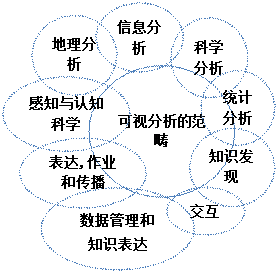 信息分
析
地理分
析
科学
分析
感知与认知
科学
统计
分析
可视分析的范
畴
表达,作业
和传播
知识发
现
交互
数据管理和
知识表达